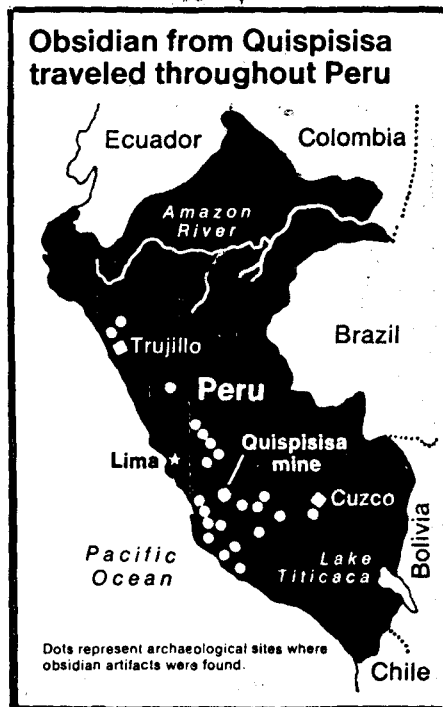 Obsidian from Quispisisa
traveled throughout Peru
Ecuador
Colombia
Amazon
River
Brazil
Trujillo
Peru
Quispisisa
mine
Lima
Cuzco
Bolivia
Pacific
Ocean
Lake
Titicaca
Dots represent archaeological sites where
obsidian artifacts were found.
Chile